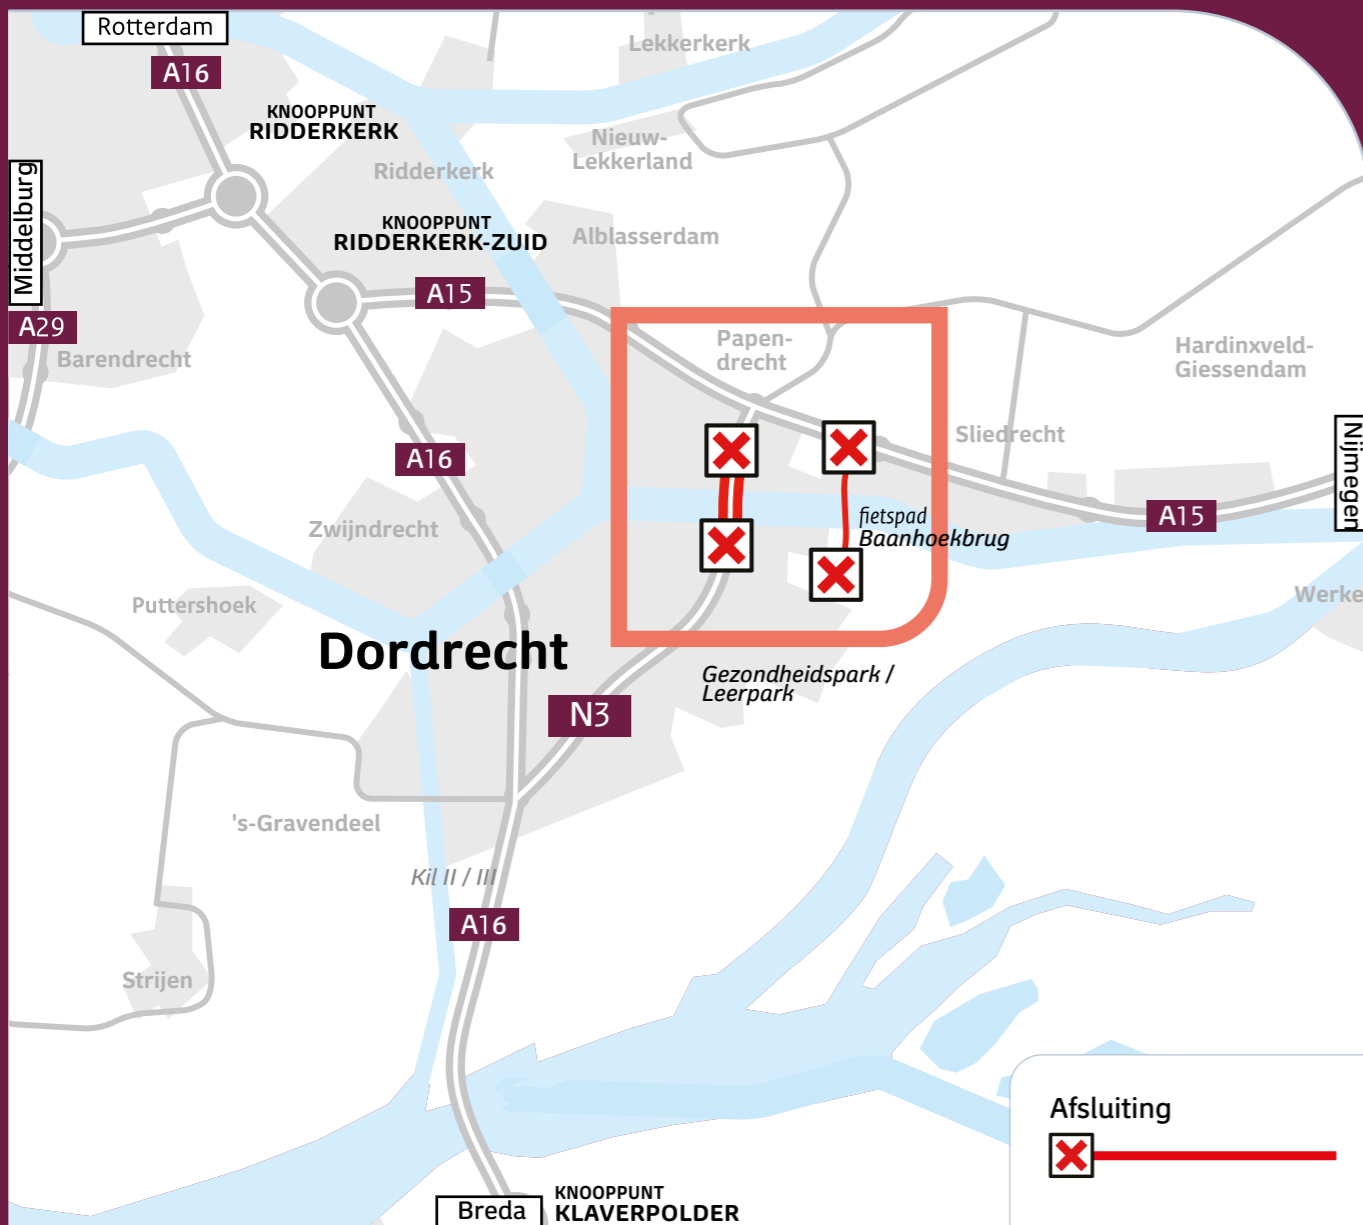 Rotterdam
A16
Lekkerkerk
KNOOPPUNT
RIDDERKERK
Nieuw-
Lekkerland
Ridderkerk
Middelburg
KNOOPPUNT
RIDDERKERK-ZUID
Alblasserdam
A15
A29
Barendrecht
Papen-
drecht
Hardinxveld-
Giessendam
A16
Sliedrecht
Nijmegen
Zwijndrecht
A15
fietspad
Baanhoekbrug
Puttershoek
Werke
Dordrecht
Gezondheidspark /
Leerpark
N3
's-Gravendeel
Kil II / III
A16
Strijen
Afsluiting
Breda
KNOOPPUNT
KLAVERPOLDER